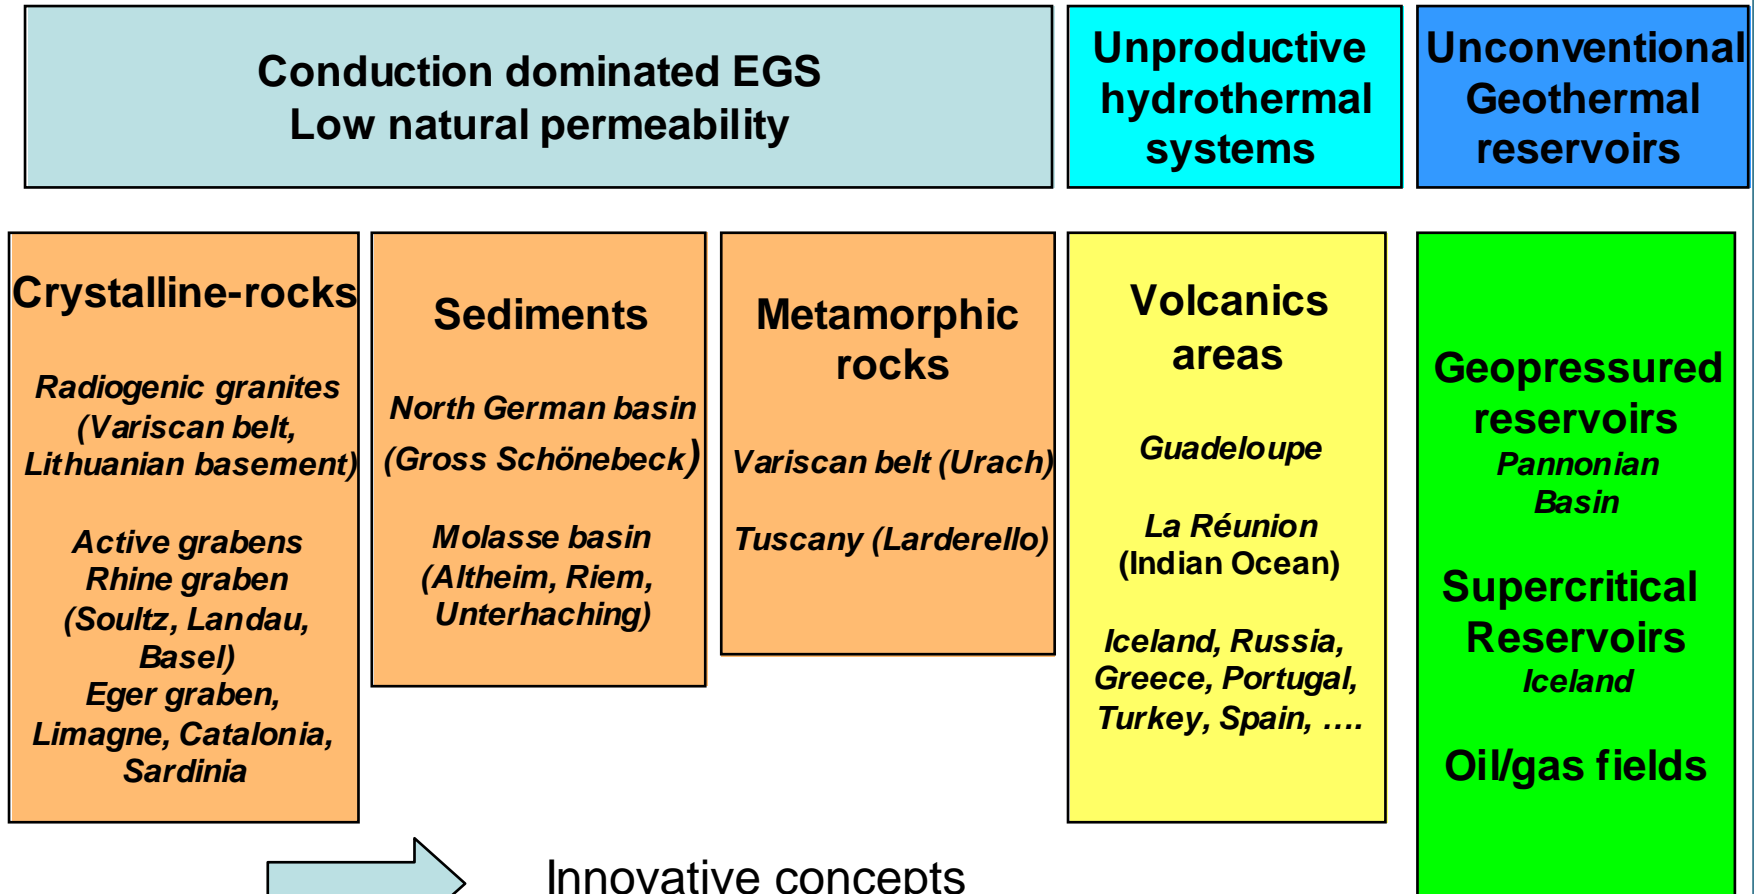 Conduction dominated EGS
Low natural permeability
Unproductive
hydrothermal
systems
Unconventional
Geothermal
reservoirs
Crystalline-rocks
Radiogenic granites
(Variscan belt,
Lithuanian basement)
Active grabens
Rhine graben
(Soultz, Landau,
Basel)
Eger graben,
Limagne, Catalonia,
Sardinia
Sediments
North German basin
(Gross Schönebeck)
Molasse basin
(Altheim, Riem,
Unterhaching)
Metamorphic
rocks
Variscan belt (Urach)
Tuscany (Larderello)
Volcanics
areas
Guadeloupe
La Réunion
(Indian Ocean)
Iceland, Russia,
Greece, Portugal,
Turkey, Spain, ....
Geopressured
reservoirs
Pannonian
Basin
Supercritical
Reservoirs
Iceland
Oil/gas fields
Innovative concepts